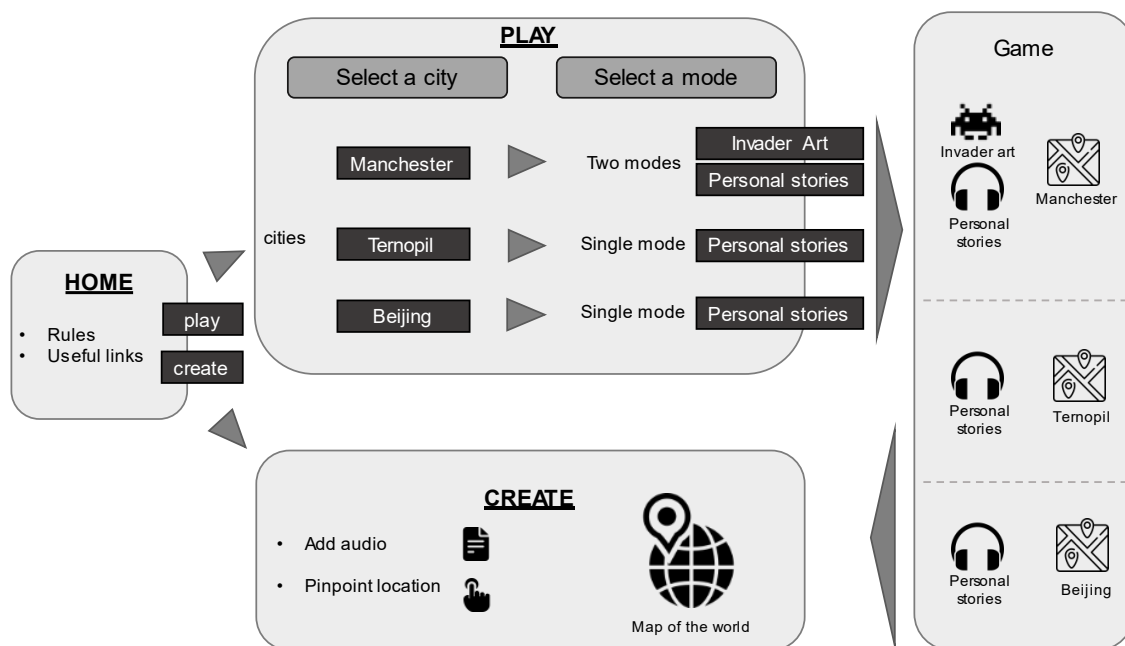 HOME
• Rules
• Useful links
play
create
PLAY
Select a city
Select a mode
cities
Manchester
Two modes
Invader Art
Personal stories
Ternopil
Single mode
Personal stories
Beijing
Single mode
Personal stories
CREATE
• Add audio
• Pinpoint location
Map of the world
Game
Invader art
Personal
stories
Manchester
Personal
stories
Ternopil
Personal
stories
Beijing